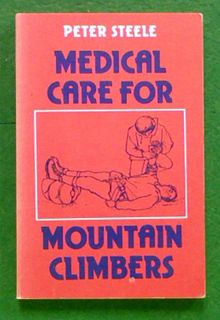 PETER STEELE
MEDICAL
CARE FOR
MOUNTAIN
CLIMBERS